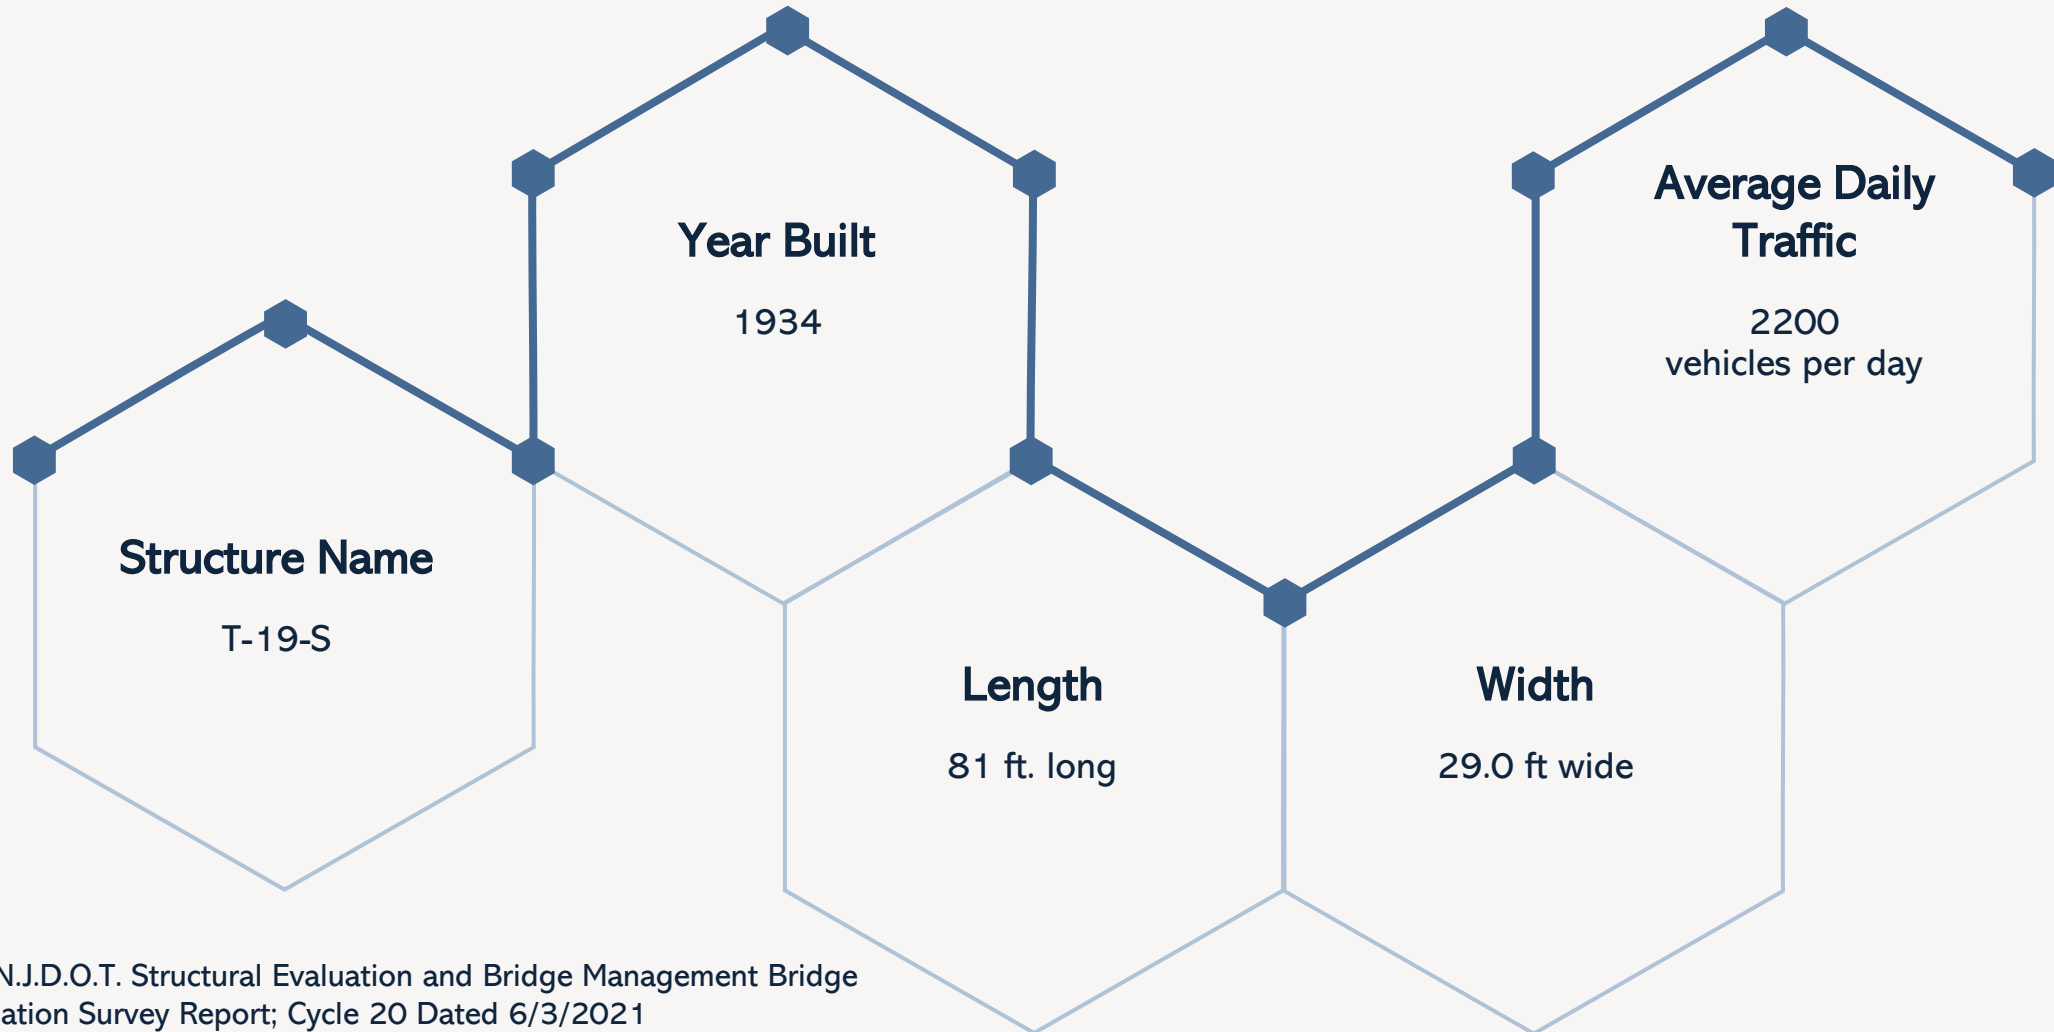 Structure Name
T-19-S
Year Built
1934
Length
81 ft. long
Width
29.0 ft wide
Average Daily
Traffic
2200
vehicles per day
N.J.D.O.T. Structural Evaluation and Bridge Management Bridge
Survey Report; Cycle 20 Dated 6/3/2021